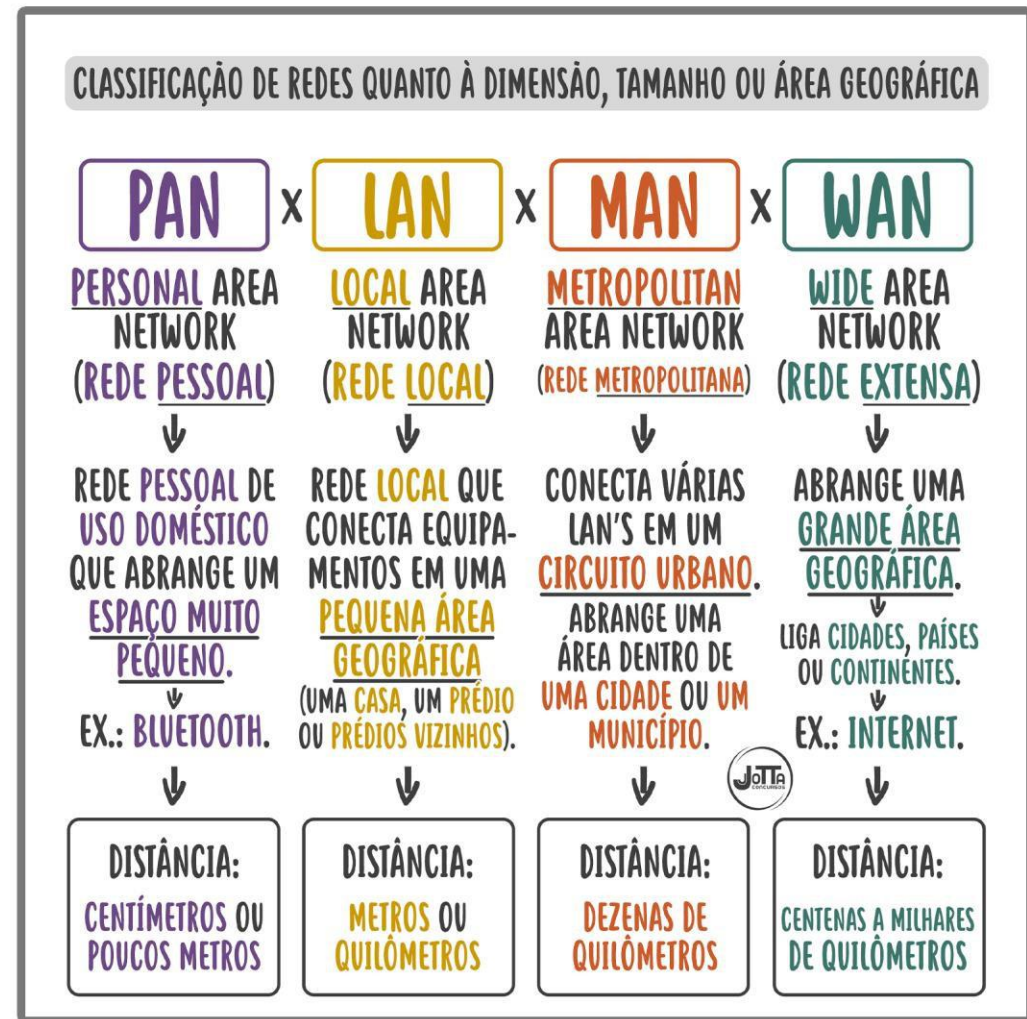 CLASSIFICAÇÃO DE REDES QUANTO À DIMENSÃO, TAMANHO OU ÁREA GEOGRÁFICA
PAN X LAN X MAN X WAN
PERSONAL AREA
NETWORK
(REDE PESSOAL)
REDE PESSOAL DE
USO DOMÉSTICO
QUE ABRANGE UM
ESPAÇO MUITO
PEQUENO.
EX.: BLUETOOTH.
DISTÂNCIA:
CENTÍMETROS OU
POUCOS METROS
LOCAL AREA
NETWORK
(REDE LOCAL)
REDE LOCAL QUE
CONECTA EQUIPA-
MENTOS EM UMA
PEQUENA ÁREA
GEOGRÁFICA
(UMA CASA, UM PRÉDIO
OU PRÉDIOS VIZINHOS).
DISTÂNCIA:
METROS OU
QUILÔMETROS
METROPOLITAN
AREA NETWORK
(REDE METROPOLITANA)
CONECTA VÁRIAS
LAN'S EM UM
CIRCUITO URBANO.
ABRANGE UMA
ÁREA DENTRO DE
UMA CIDADE OU UM
MUNICÍPIO.
DISTÂNCIA:
DEZENAS DE
QUILÔMETROS
WIDE AREA
NETWORK
(REDE EXTENSA)
ABRANGE UMA
GRANDE ÁREA
GEOGRÁFICA.
LIGA CIDADES, PAÍSES
OU CONTINENTES.
EX.: INTERNET.
DISTÂNCIA:
CENTENAS A MILHARES
DE QUILÔMETROS
JOTTA
CONCURSOS